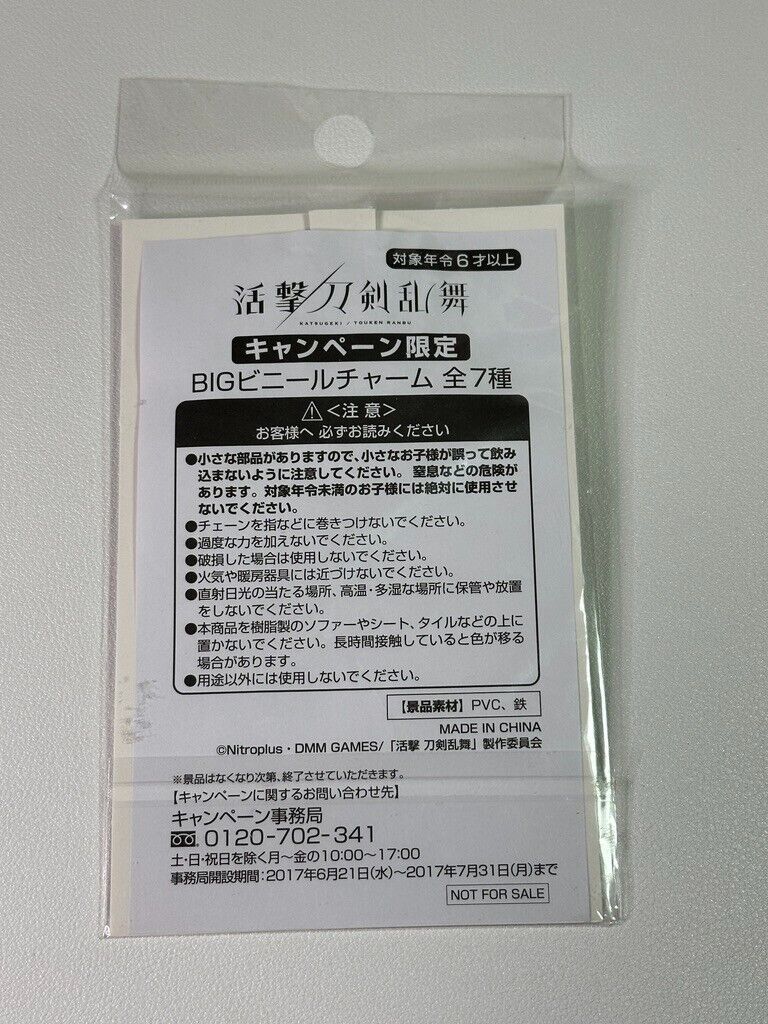 対象年令6才以上
活撃/刀剣乱舞
KATSUGEKI / TOUKEN RANBU
キャンペーン限定
BIGビニールチャーム 全7種
⚠<注 意>
お客様へ 必ずお読みください
●小さな部品がありますので、小さなお子様が誤って飲み
込まないように注意してください。 窒息などの危険が
あります。対象年令未満のお子様には絶対に使用させ
ないでください。
●チェーンを指などに巻きつけないでください。
●過度な力を加えないでください。
●破損した場合は使用しないでください。
●火気や暖房器具には近づけないでください。
●直射日光の当たる場所、高温・多湿な場所に保管や放置
をしないでください。
●本商品を樹脂製のソファーやシート、タイルなどの上に
置かないでください。長時間接触していると色が移る
場合があります。
●用途以外には使用しないでください。
【景品素材】PVC、鉄
MADE IN CHINA
©Nitroplus・DMM GAMES/「活撃 刀剣乱舞」製作委員会
※景品はなくなり次第、終了させていただきます。
【キャンペーンに関するお問い合わせ先】
キャンペーン事務局
0120-702-341
土・日・祝日を除く月～金の10:00～17:00
事務局開設期間:2017年6月21日(水)～2017年7月31日(月)まで
NOT FOR SALE